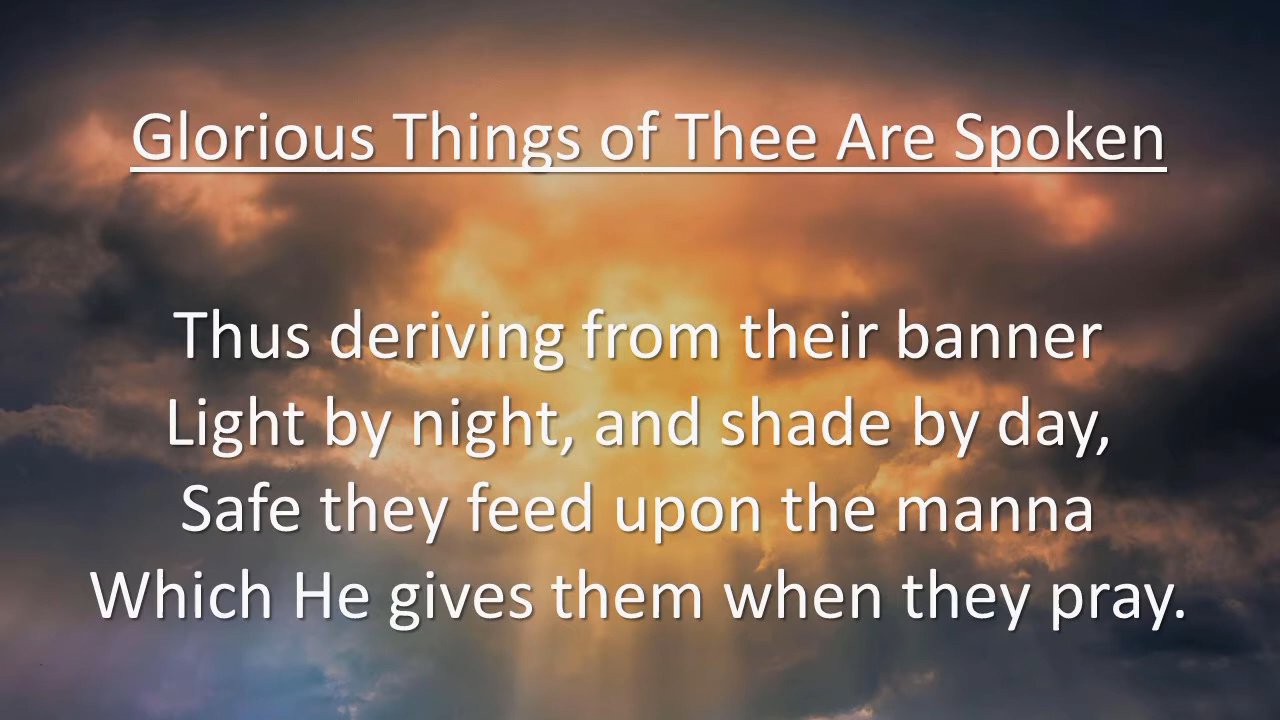 Glorious Things of Thee Are Spoken
Thus deriving from their banner
Light by night, and shade by day,
Safe they feed upon the manna
Which He gives them when they pray.